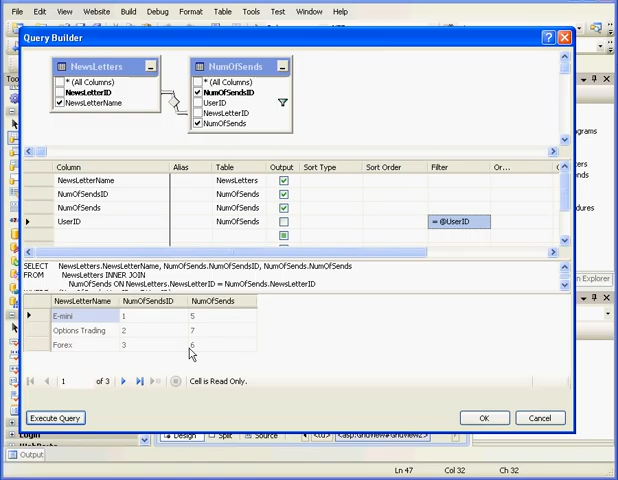 File Edit View Website Build Debug Format Table Tools Test Window Help
Query Builder
NewsLetters
* (All Columns)
NewsLetterID
NewsLetterName
NumOfSends
* (All Columns)
NumOfSendsID
UserID
NewsLetterID
NumOfSends
Column Alias Table Output Sort Type Sort Order Filter Or...
NewsLetterName NewsLetters
NumOfSendsID NumOfSends
NumOfSends NumOfSends
UserID NumOfSends = @UserID
SELECT NewsLetters.NewsLetterName, NumOfSends.NumOfSendsID, NumOfSends.NumOfSends
FROM NewsLetters INNER JOIN
NumOfSends ON NewsLetters.NewsLetterID = NumOfSends.NewsLetterID
NewsLetterName NumOfSendsID NumOfSends
E-mini 1 5
Options Trading 2 7
Forex 3 6
1 of 3 Cell is Read Only.
Execute Query OK Cancel
Design Split Source <td> <asp:GridView#GridView2>
Login
Output
Ln 47 Col 32 Ch 32